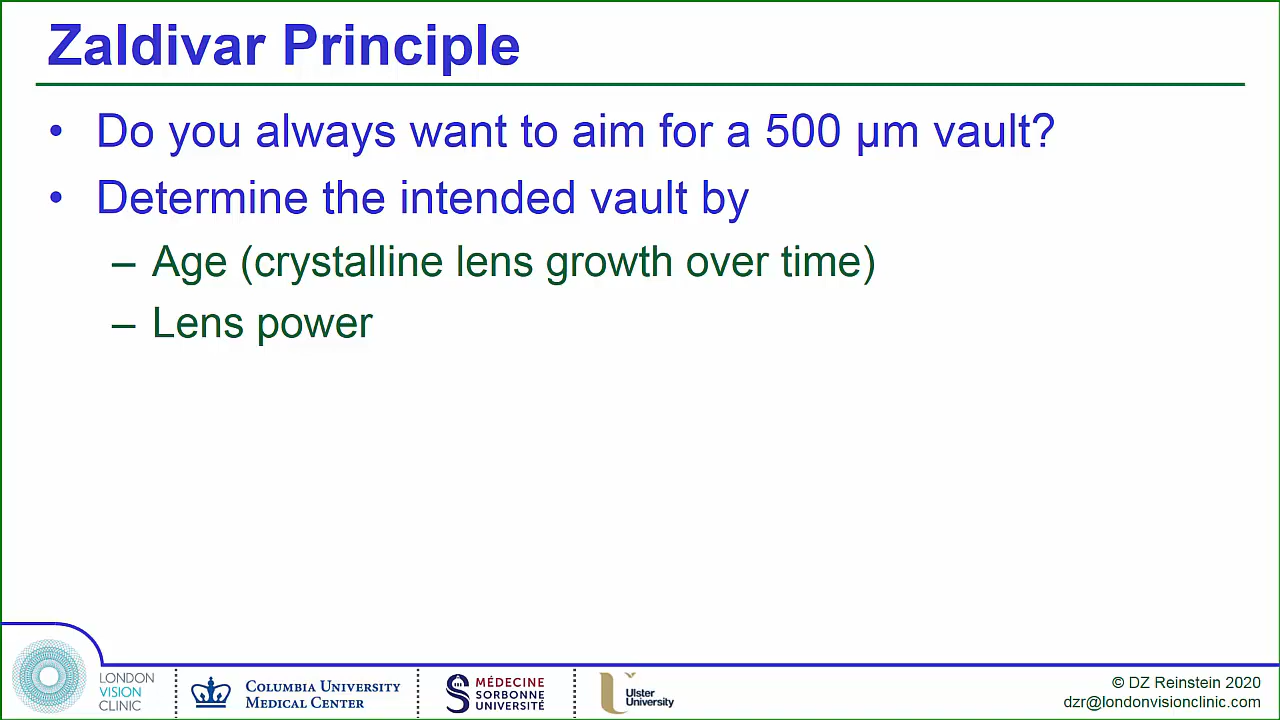 Zaldivar Principle
• Do you always want to aim for a 500 µm vault?
• Determine the intended vault by
– Age (crystalline lens growth over time)
– Lens power
LONDON
VISION
CLINIC
COLUMBIA UNIVERSITY
MEDICAL CENTER
MÉDECINE
SORBONNE
UNIVERSITÉ
Ulster
University
© DZ Reinstein 2020
dzr@londonvisionclinic.com